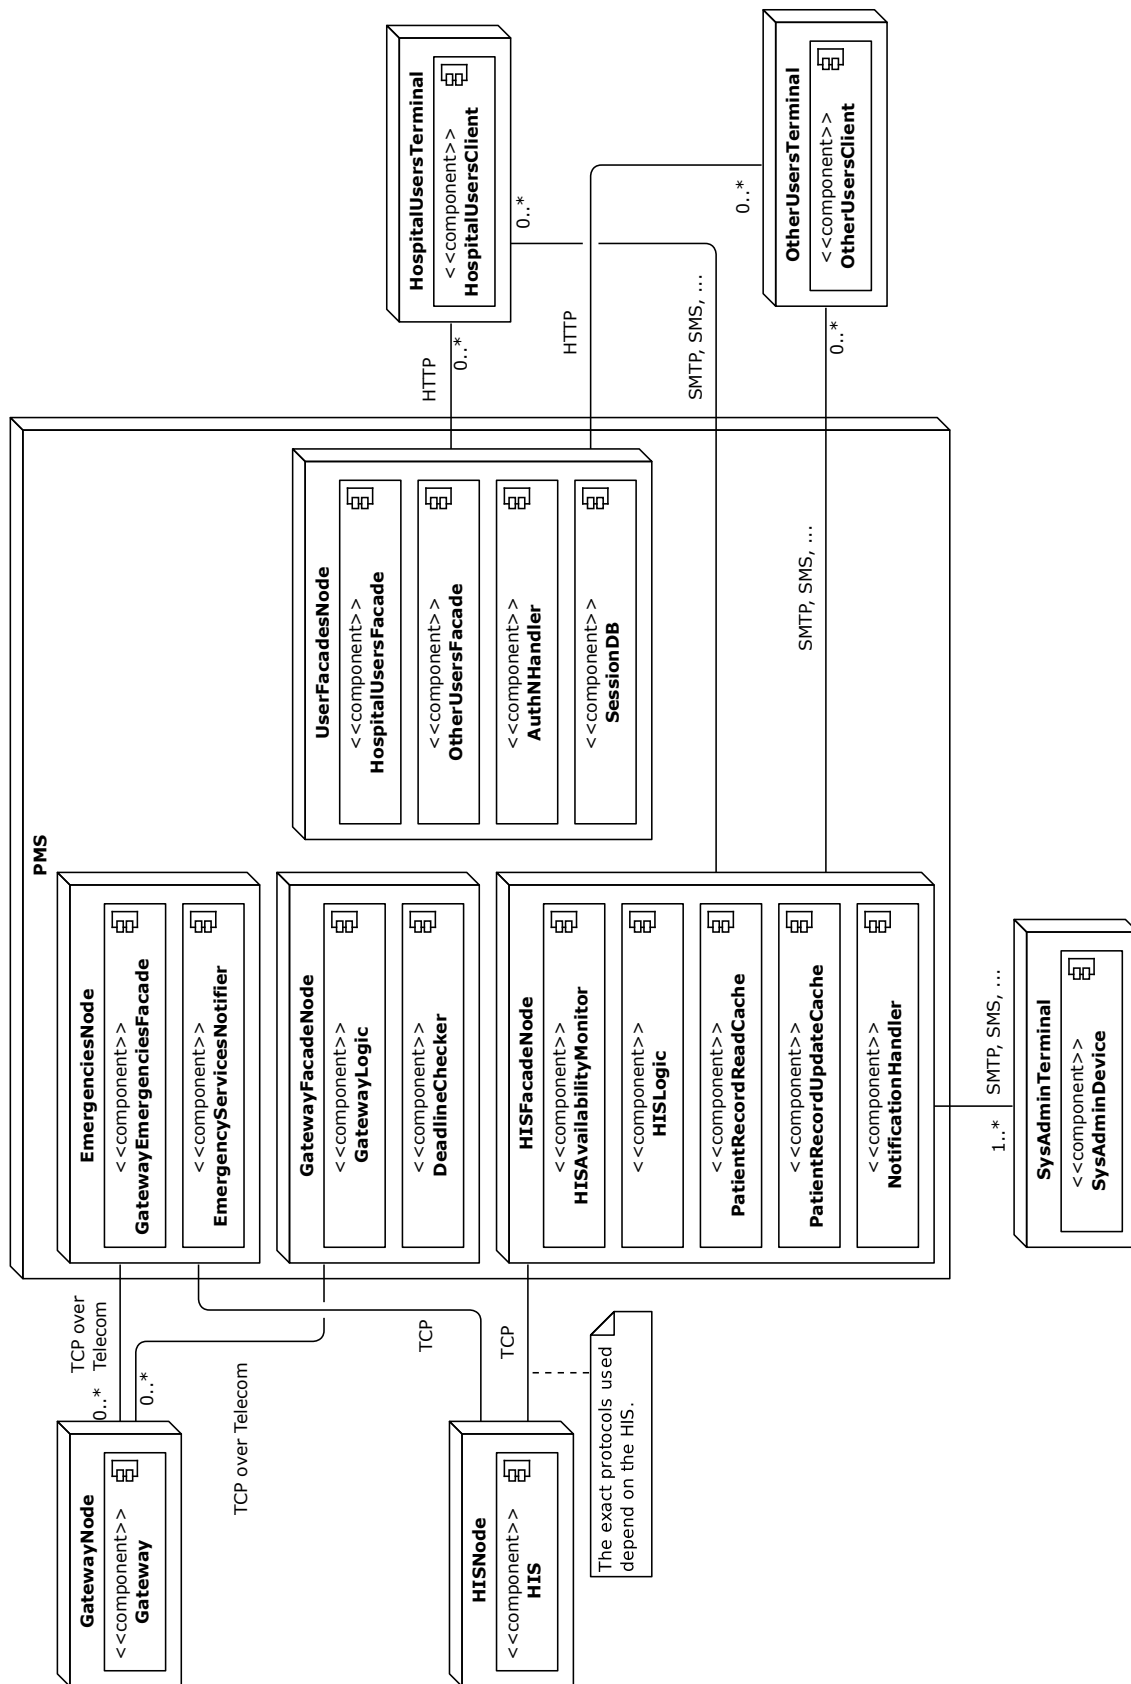 GatewayNode
<<component>>
Gateway
HISNode
<<component>>
HIS
The exact protocols used
depend on the HIS.
TCP over
Telecom
0..*
0..*
TCP over Telecom
TCP
TCP
PMS
EmergenciesNode
<<component>>
GatewayEmergenciesFacade
<<component>>
EmergencyServicesNotifier
GatewayFacadeNode
<<component>>
GatewayLogic
<<component>>
DeadlineChecker
HISFacadeNode
<<component>>
HISAvailabilityMonitor
<<component>>
HISLogic
<<component>>
PatientRecordReadCache
<<component>>
PatientRecordUpdateCache
<<component>>
NotificationHandler
1..*
SMTP, SMS, ...
SysAdminTerminal
<<component>>
SysAdminDevice
UserFacadesNode
<<component>>
HospitalUsersFacade
<<component>>
OtherUsersFacade
<<component>>
AuthNHandler
<<component>>
SessionDB
HTTP
0..*
HTTP
SMTP, SMS, ...
SMTP, SMS, ...
0..*
0..*
0..*
HospitalUsersTerminal
<<component>>
HospitalUsersClient
OtherUsersTerminal
<<component>>
OtherUsersClient